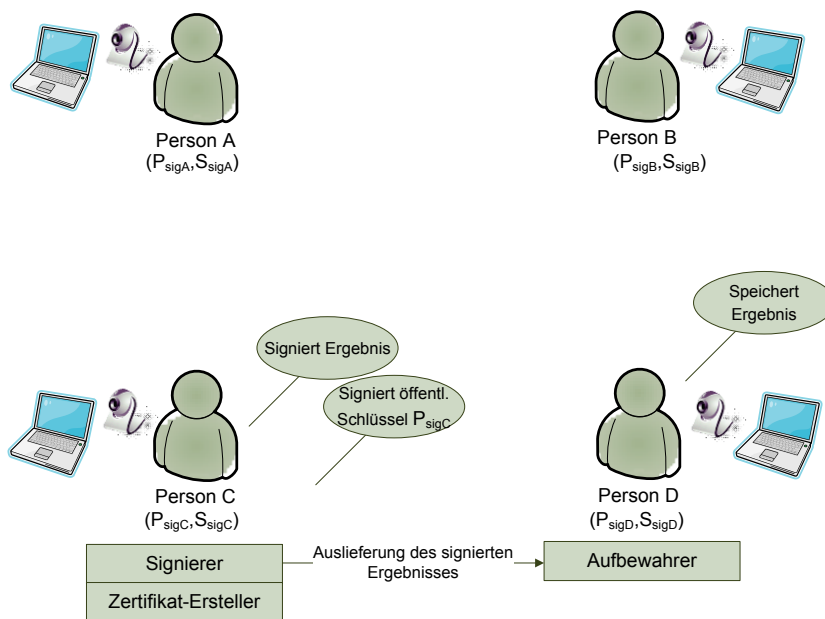 Person A
(PsigA,SsigA)
Person B
(PsigB,SsigB)
Speichert
Ergebnis
Signiert Ergebnis
Signiert öffentl.
Schlüssel PsigC
Person C
(PsigC,SsigC)
Person D
(PsigD,SsigD)
Signierer
Zertifikat-Ersteller
Auslieferung des signierten
Ergebnisses
Aufbewahrer